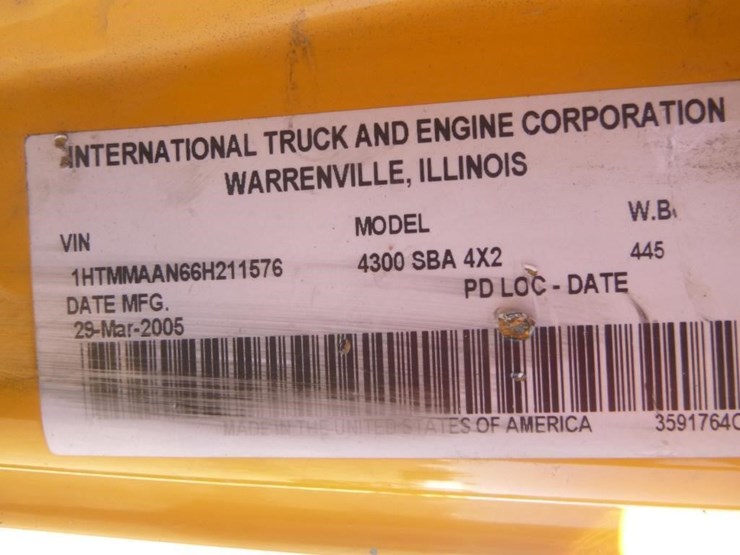 INTERNATIONAL TRUCK AND ENGINE CORPORATION
WARRENVILLE, ILLINOIS
VIN MODEL W.B.
1HTMMAAN66H211576 4300 SBA 4X2 445
DATE MFG. PD LOC - DATE
29-Mar-2005
MADE IN THE UNITED STATES OF AMERICA 3591764C